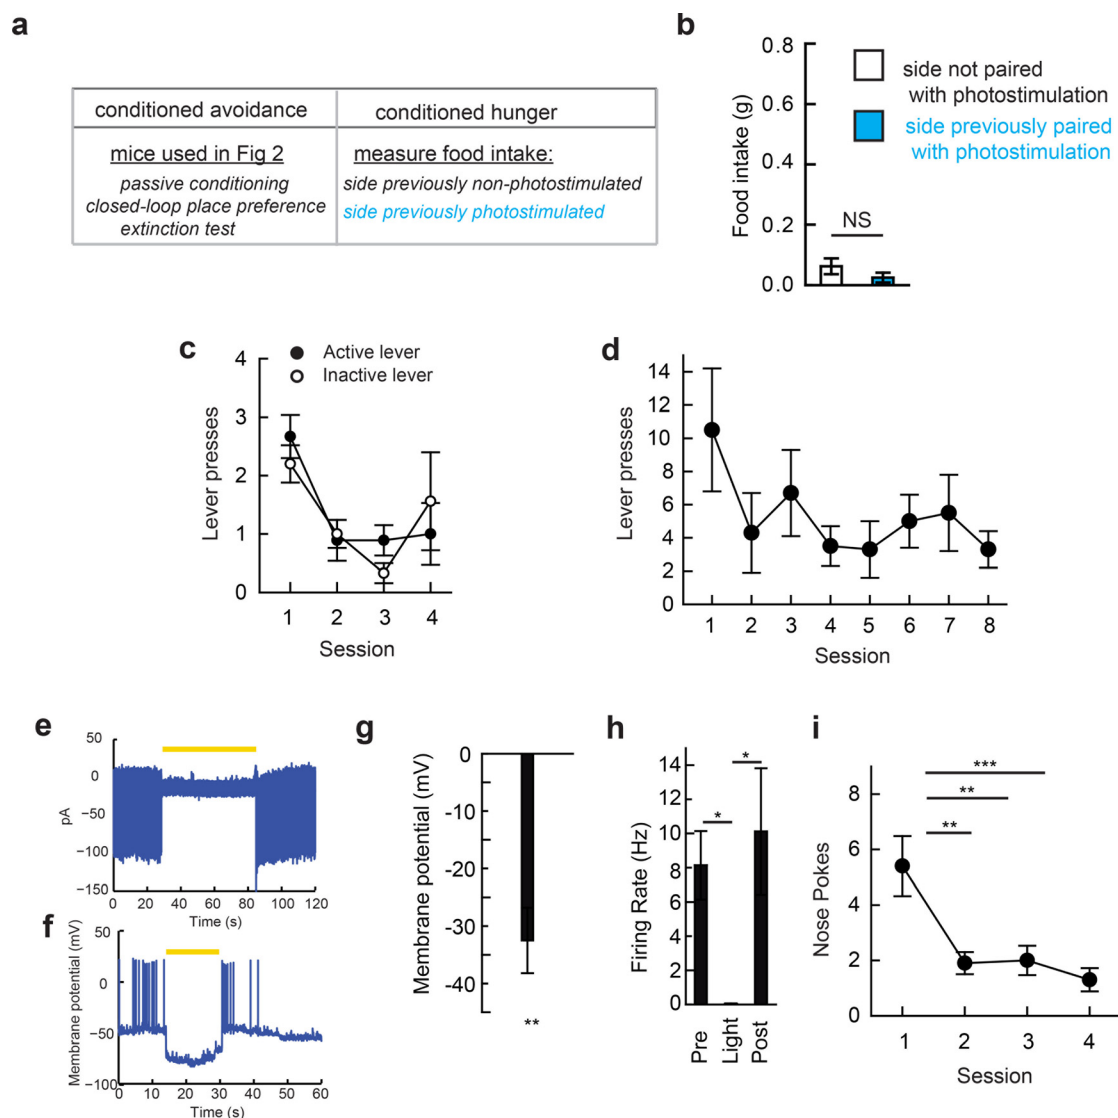 a
conditioned avoidance
conditioned hunger
mice used in Fig 2
passive conditioning
closed-loop place preference
extinction test
measure food intake:
side previously non-photostimulated
side previously photostimulated
b
Food intake (g)
0.8
0.6
0.4
0.2
0.0
NS
side not paired
with photostimulation
side previously paired
with photostimulation
c
Lever presses
4
3
2
1
0
Active lever
Inactive lever
1 2 3 4
Session
d
Lever presses
14
12
10
8
6
4
2
0
1 2 3 4 5 6 7 8
Session
e
pA
50
0
−50
−100
−150
0 20 40 60 80 100 120
Time (s)
f
Membrane potential (mV)
50
0
−50
−100
0 10 20 30 40 50 60
Time (s)
g
Membrane potential (mV)
0
-10
-20
-30
-40
**
h
Firing Rate (Hz)
14
12
10
8
6
4
2
0
*
*
Pre
Light
Post
i
Nose Pokes
8
6
4
2
0
***
**
**
1 2 3 4
Session